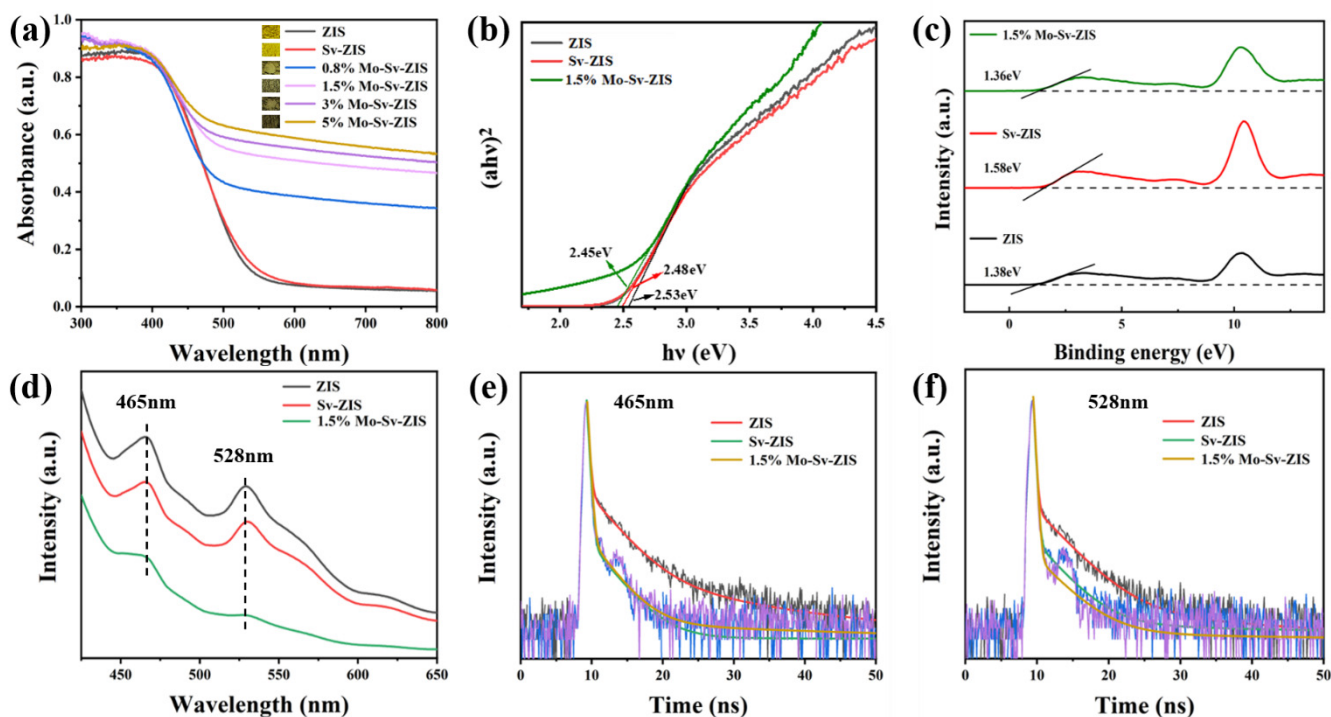 (a)
ZIS
Sv-ZIS
0.8% Mo-Sv-ZIS
1.5% Mo-Sv-ZIS
3% Mo-Sv-ZIS
5% Mo-Sv-ZIS
Absorbance (a.u.)
1.0
0.8
0.6
0.4
0.2
0.0
300 400 500 600 700 800
Wavelength (nm)
(b)
ZIS
Sv-ZIS
1.5% Mo-Sv-ZIS
(ahν)²
2.45eV
2.48eV
2.53eV
2.0 2.5 3.0 3.5 4.0 4.5
hν (eV)
(c)
1.5% Mo-Sv-ZIS
1.36eV
Sv-ZIS
1.58eV
ZIS
1.38eV
Intensity (a.u.)
0 5 10
Binding energy (eV)
(d)
ZIS
Sv-ZIS
1.5% Mo-Sv-ZIS
465nm
528nm
Intensity (a.u.)
450 500 550 600 650
Wavelength (nm)
(e)
465nm
ZIS
Sv-ZIS
1.5% Mo-Sv-ZIS
Intensity (a.u.)
0 10 20 30 40 50
Time (ns)
(f)
528nm
ZIS
Sv-ZIS
1.5% Mo-Sv-ZIS
Intensity (a.u.)
0 10 20 30 40 50
Time (ns)